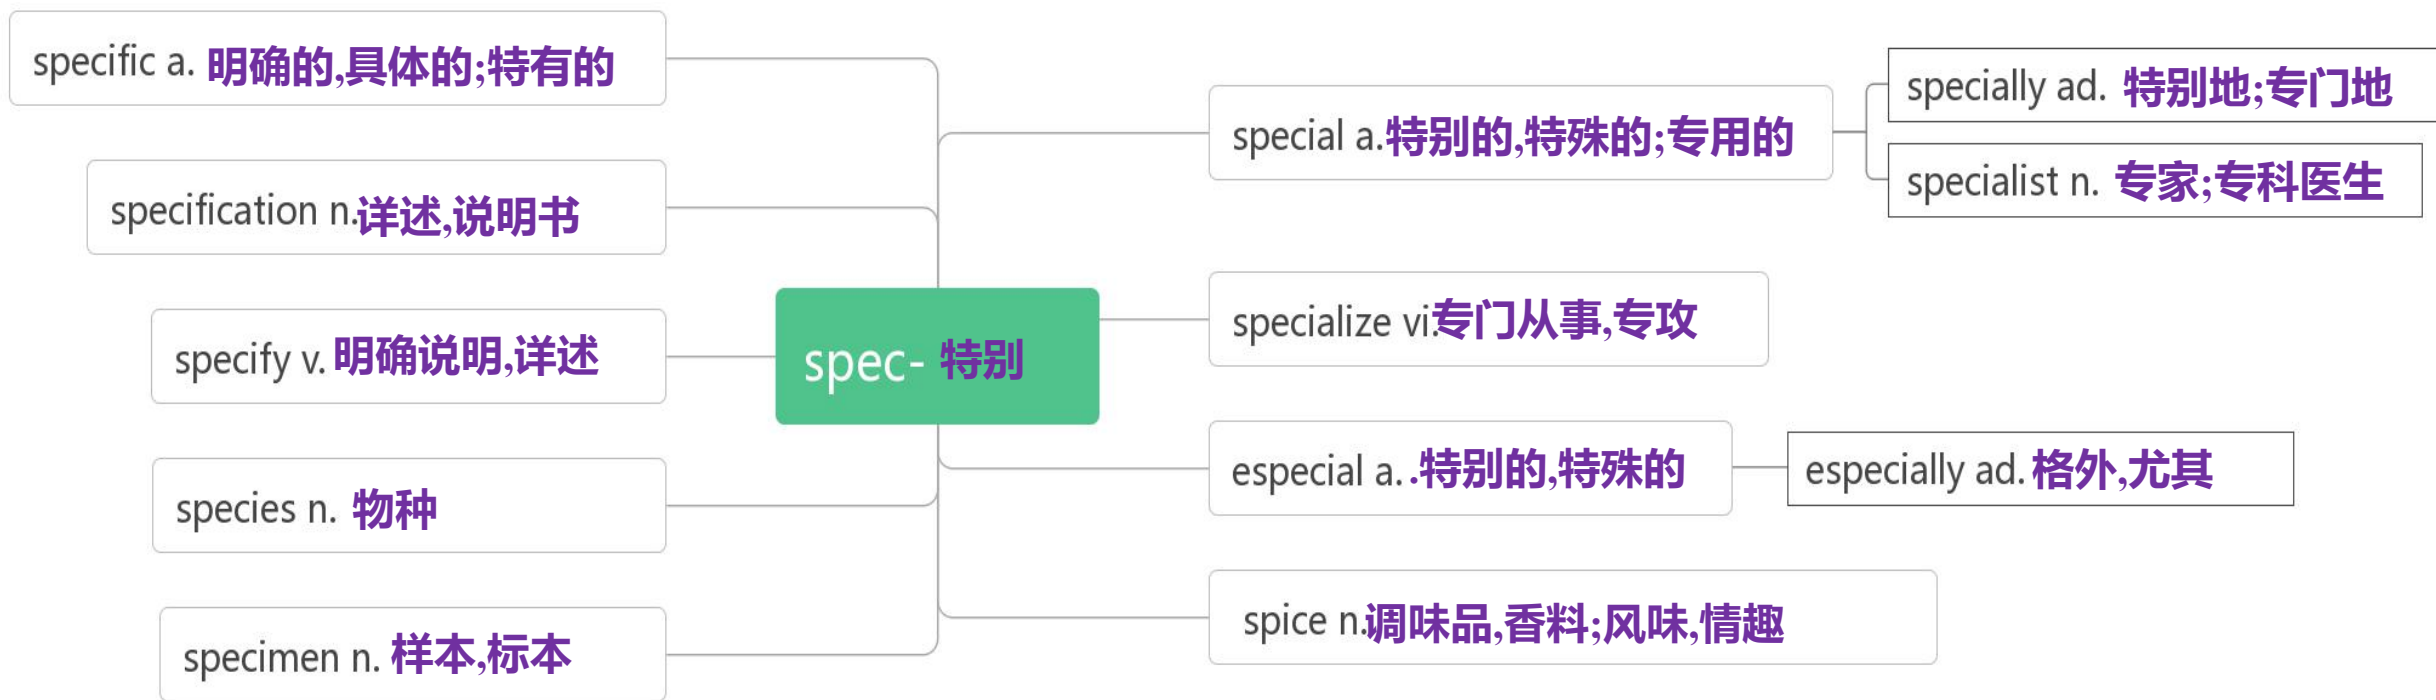 specific a. 明确的,具体的;特有的
specification n.详述,说明书
specify v. 明确说明,详述
species n. 物种
specimen n. 样本,标本
spec- 特别
special a.特别的,特殊的;专用的
specially ad. 特别地;专门地
specialist n. 专家;专科医生
specialize vi.专门从事,专攻
especial a. .特别的,特殊的
especially ad. 格外,尤其
spice n.调味品,香料;风味,情趣